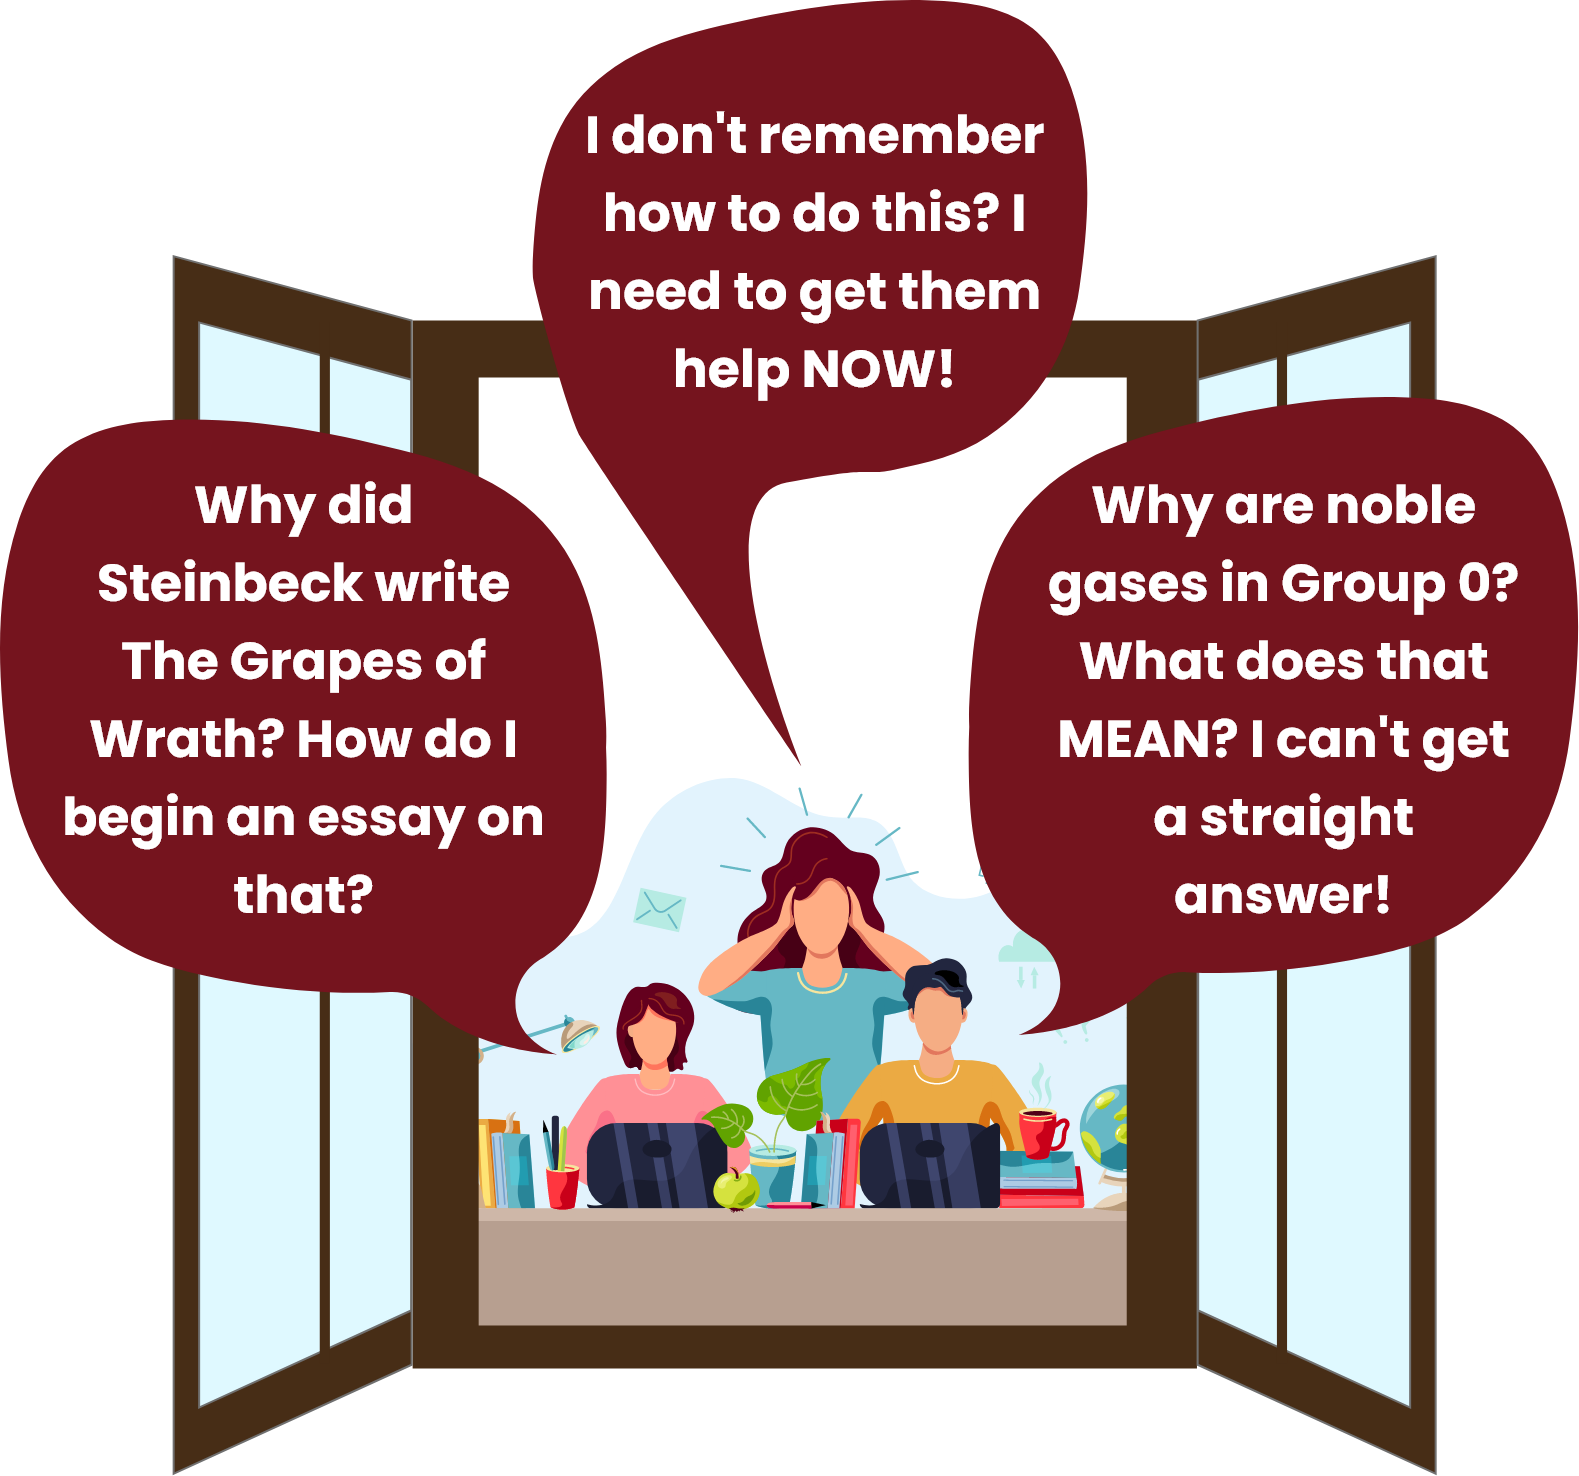 I don't remember
how to do this? I
need to get them
help NOW!
Why did
Steinbeck write
The Grapes of
Wrath? How do I
begin an essay on
that?
Why are noble
gases in Group 0?
What does that
MEAN? I can't get
a straight
answer!